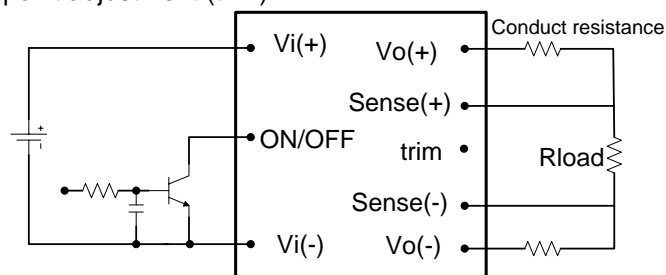 Conduct resistance
Vi(+)
Vo(+)
Sense(+)
ON/OFF
trim
Rload
Sense(-)
Vi(-)
Vo(-)
+
-